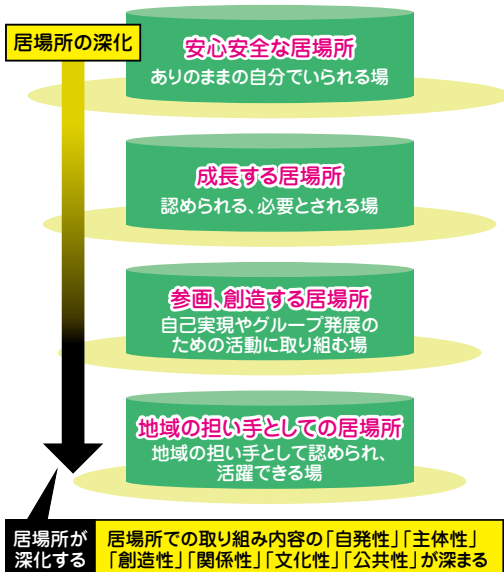 居場所の深化
安心安全な居場所
ありのままの自分でいられる場
成長する居場所
認められる、必要とされる場
参画、創造する居場所
自己実現やグループ発展の
ための活動に取り組む場
地域の担い手としての居場所
地域の担い手として認められ、
活躍できる場
居場所が
深化する
居場所での取り組み内容の「自発性」「主体性」
「創造性」「関係性」「文化性」「公共性」が深まる